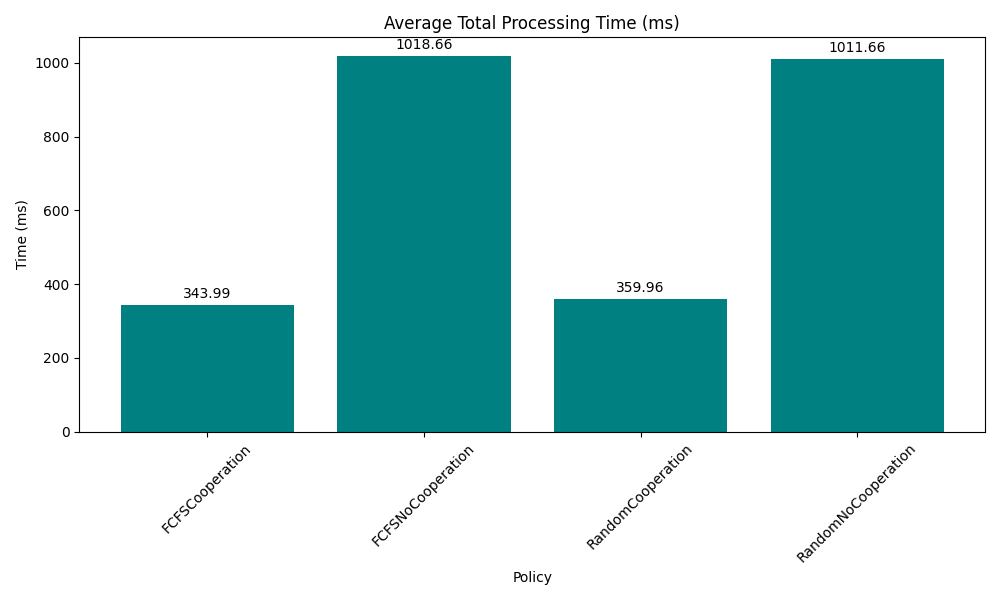 Average Total Processing Time (ms)
1018.66
1011.66
343.99
359.96
1000
800
600
400
200
0
Time (ms)
FCFSCooperation
FCFSNoCooperation
RandomCooperation
RandomNoCooperation
Policy